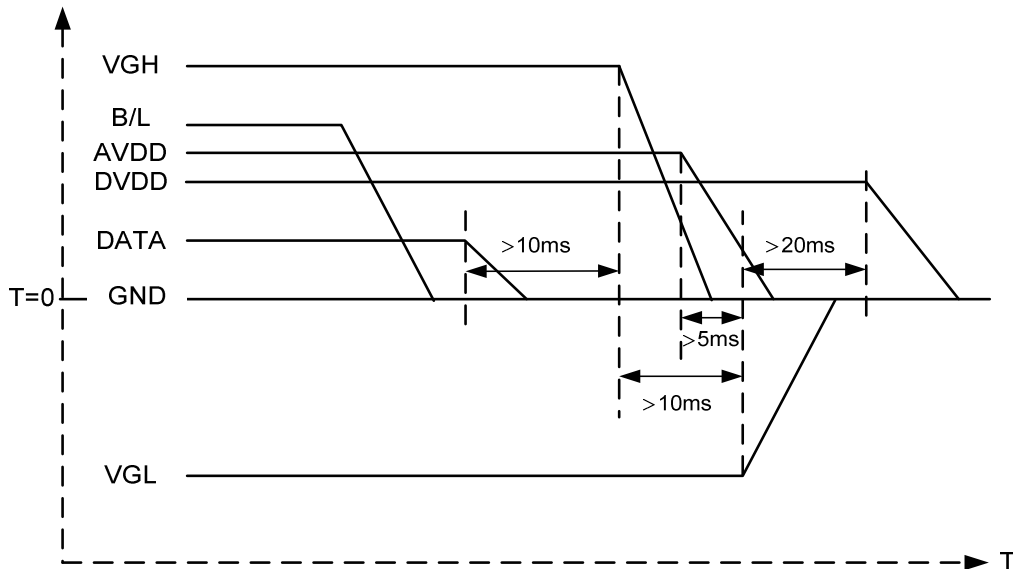 VGH
B/L
AVDD
DVDD
DATA
>10ms
>20ms
T=0
GND
>5ms
>10ms
VGL
T